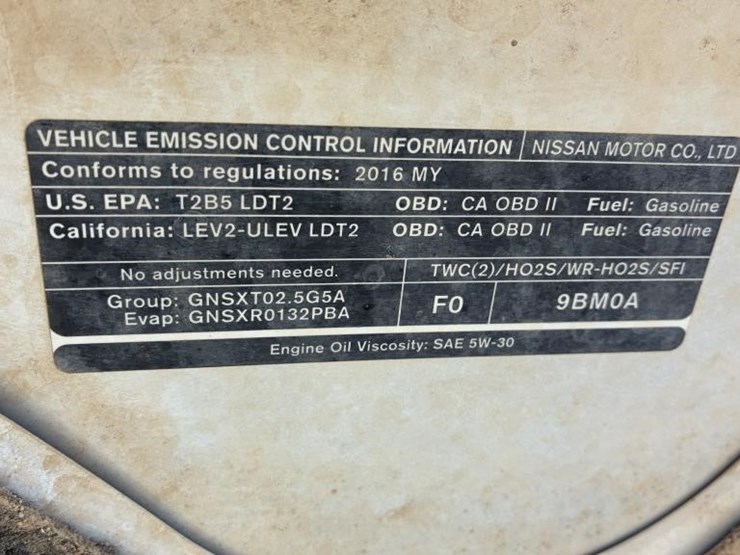 VEHICLE EMISSION CONTROL INFORMATION NISSAN MOTOR CO., LTD
Conforms to regulations: 2016 MY
U.S. EPA: T2B5 LDT2 OBD: CA OBD II Fuel: Gasoline
California: LEV2-ULEV LDT2 OBD: CA OBD II Fuel: Gasoline
No adjustments needed. TWC(2)/HO2S/WR-HO2S/SFI
Group: GNSXT02.5G5A
Evap: GNSXR0132PBA
F0 9BM0A
Engine Oil Viscosity: SAE 5W-30